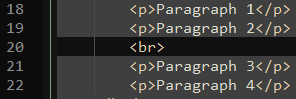 18 <p>Paragraph 1</p>
19 <p>Paragraph 2</p>
20 <br>
21 <p>Paragraph 3</p>
22 <p>Paragraph 4</p>